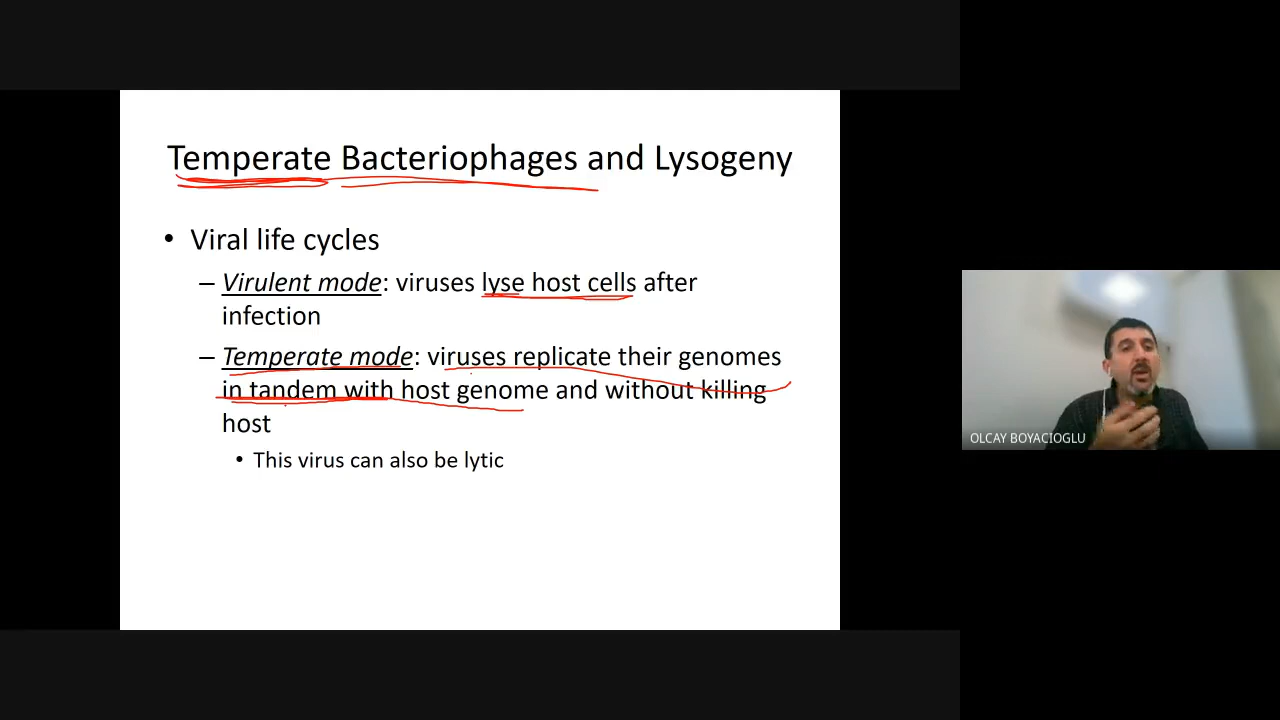 Temperate Bacteriophages and Lysogeny
• Viral life cycles
– Virulent mode: viruses lyse host cells after
infection
– Temperate mode: viruses replicate their genomes
in tandem with host genome and without killing
host
• This virus can also be lytic
OLCAY BOYACIOGLU